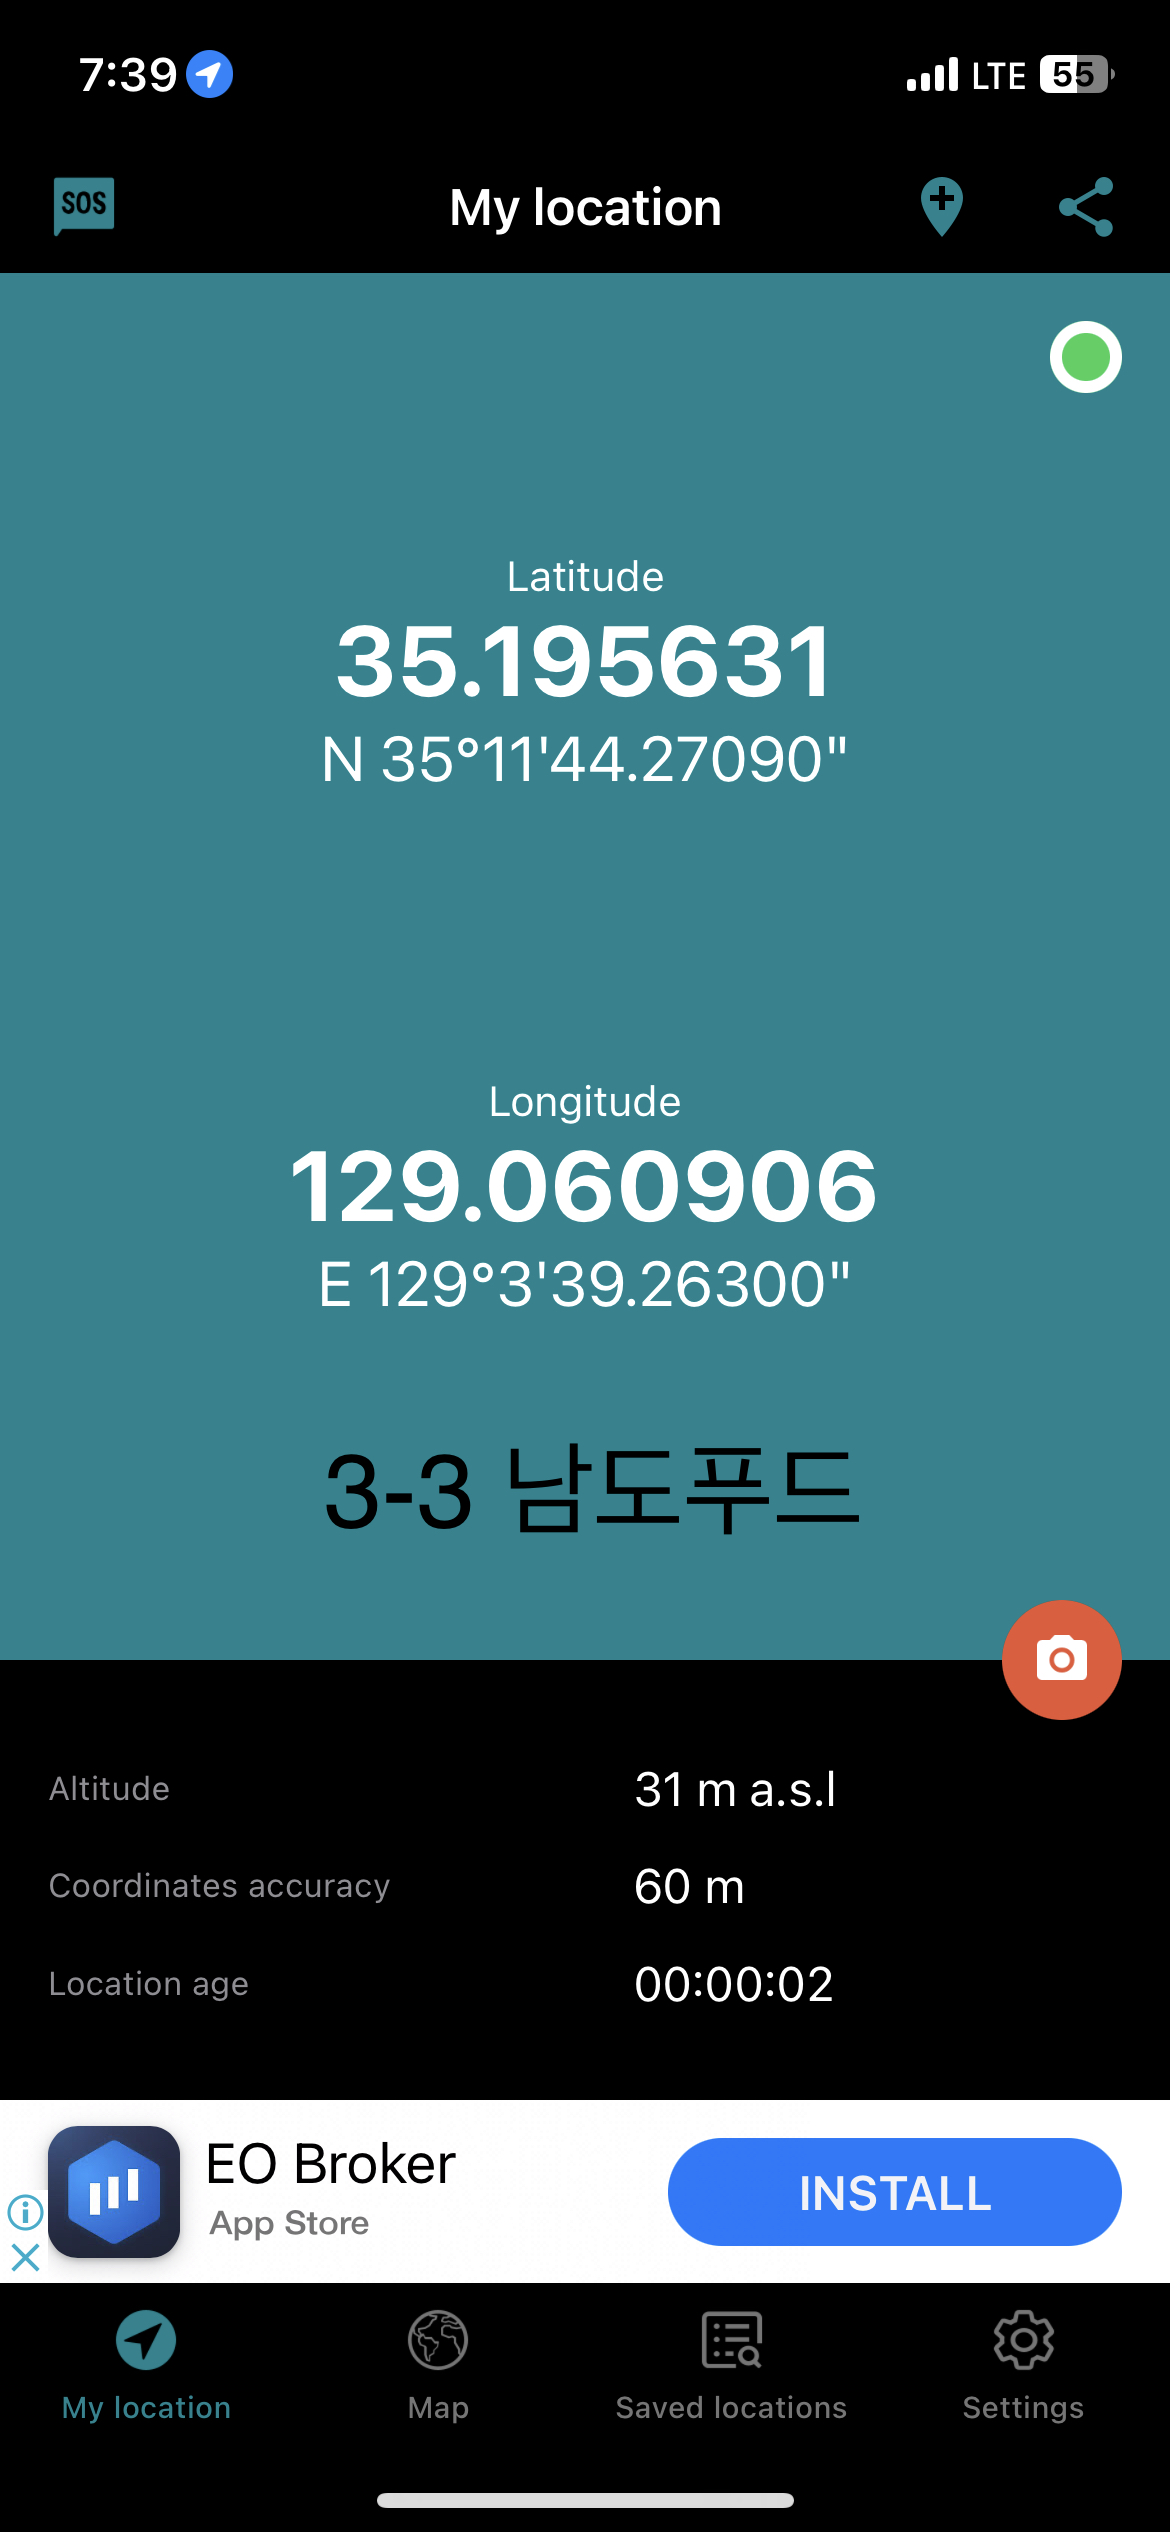 7:39 LTE 55
SOS My location
Latitude
35.195631
N 35°11'44.27090"
Longitude
129.060906
E 129°3'39.26300"
3-3 남도푸드
Altitude 31 m a.s.l
Coordinates accuracy 60 m
Location age 00:00:02
EO Broker
App Store
INSTALL
My location Map Saved locations Settings